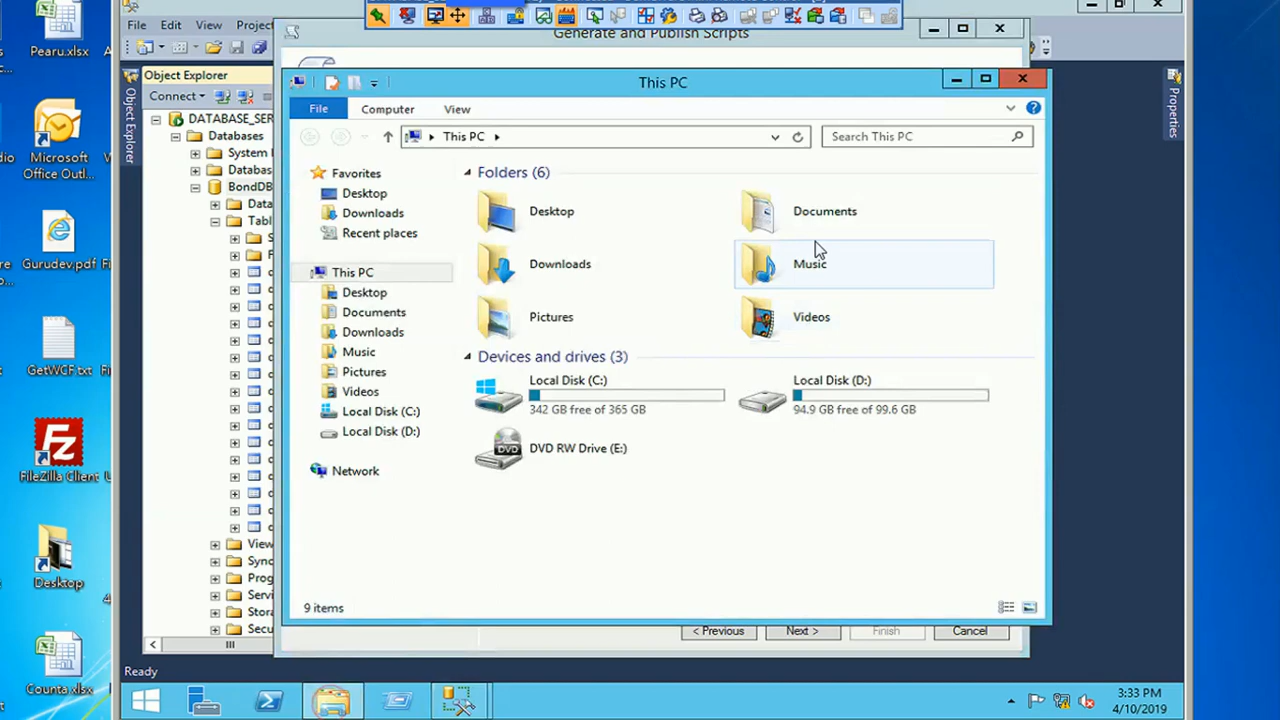 Pearu.xlsx
Microsoft
Office Outl...
Gurudev.pdf
GetWCF txt
FileZilla Client
Desktop
Counta xlsx
File Edit View Project
Generate and Publish Scripts
Object Explorer
Object Explorer
Connect
DATABASE_SER
Databases
System
Databas
BondDB
Data
Tabl
View
Syno
Prog
Servi
Stora
Secu
Ready
Properties
This PC
File Computer View
This PC
Search This PC
Favorites
Desktop
Downloads
Recent places
This PC
Desktop
Documents
Downloads
Music
Pictures
Videos
Local Disk (C:)
Local Disk (D:)
Network
Folders (6)
Desktop Documents
Downloads Music
Pictures Videos
Devices and drives (3)
Local Disk (C:)
342 GB free of 365 GB
Local Disk (D:)
94.9 GB free of 99.6 GB
DVD
DVD RW Drive (E:)
9 items
< Previous Next > Finish Cancel
3:33 PM
4/10/2019